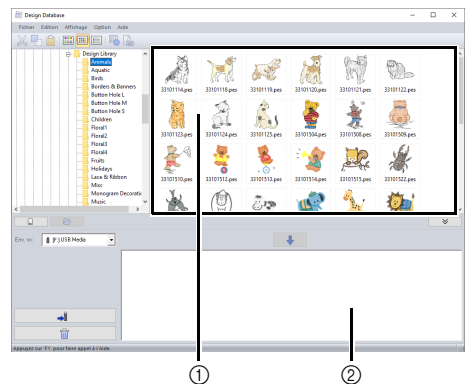 Design Database
Fichier Edition Affichage Option Aide
Design Library
Animals
Aquatic
Birds
Borders & Banners
Button Hole L
Button Hole M
Button Hole S
Children
Floral1
Floral2
Floral3
Floral4
Fruits
Holidays
Lace & Ribbon
Misc
Monogram Decoratic
Music
33101114.pes 33101118.pes 33101119.pes 33101120.pes 33101121.pes 33101122.pes
33101123.pes 33101124.pes 33101125.pes 33101504.pes 33101508.pes 33101509.pes
33101510.pes 33101512.pes 33101513.pes 33101514.pes 33101515.pes 33101522.pes
Env. vs: (F:)USB Media
Appuyez sur F1 pour faire appel à l'Aide.
① ②